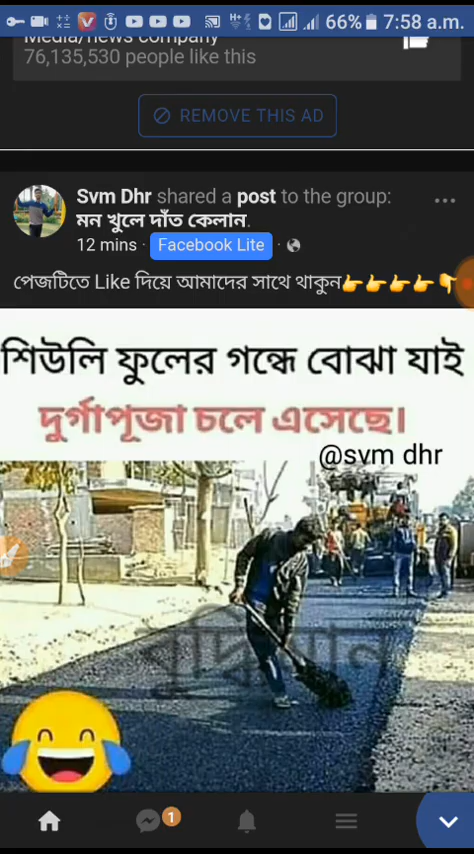 66% 7:58 a.m.
Media/news company
76,135,530 people like this
REMOVE THIS AD
Svm Dhr shared a post to the group:
মন খুলে দাঁত কেলান.
12 mins · Facebook Lite ·
পেজটিতে Like দিয়ে আমাদের সাথে থাকুন👉👉👉👉👇
শিউলি ফুলের গন্ধে বোঝা যাই
দুর্গাপূজা চলে এসেছে।
@svm dhr
বুদ্ধিমান
1